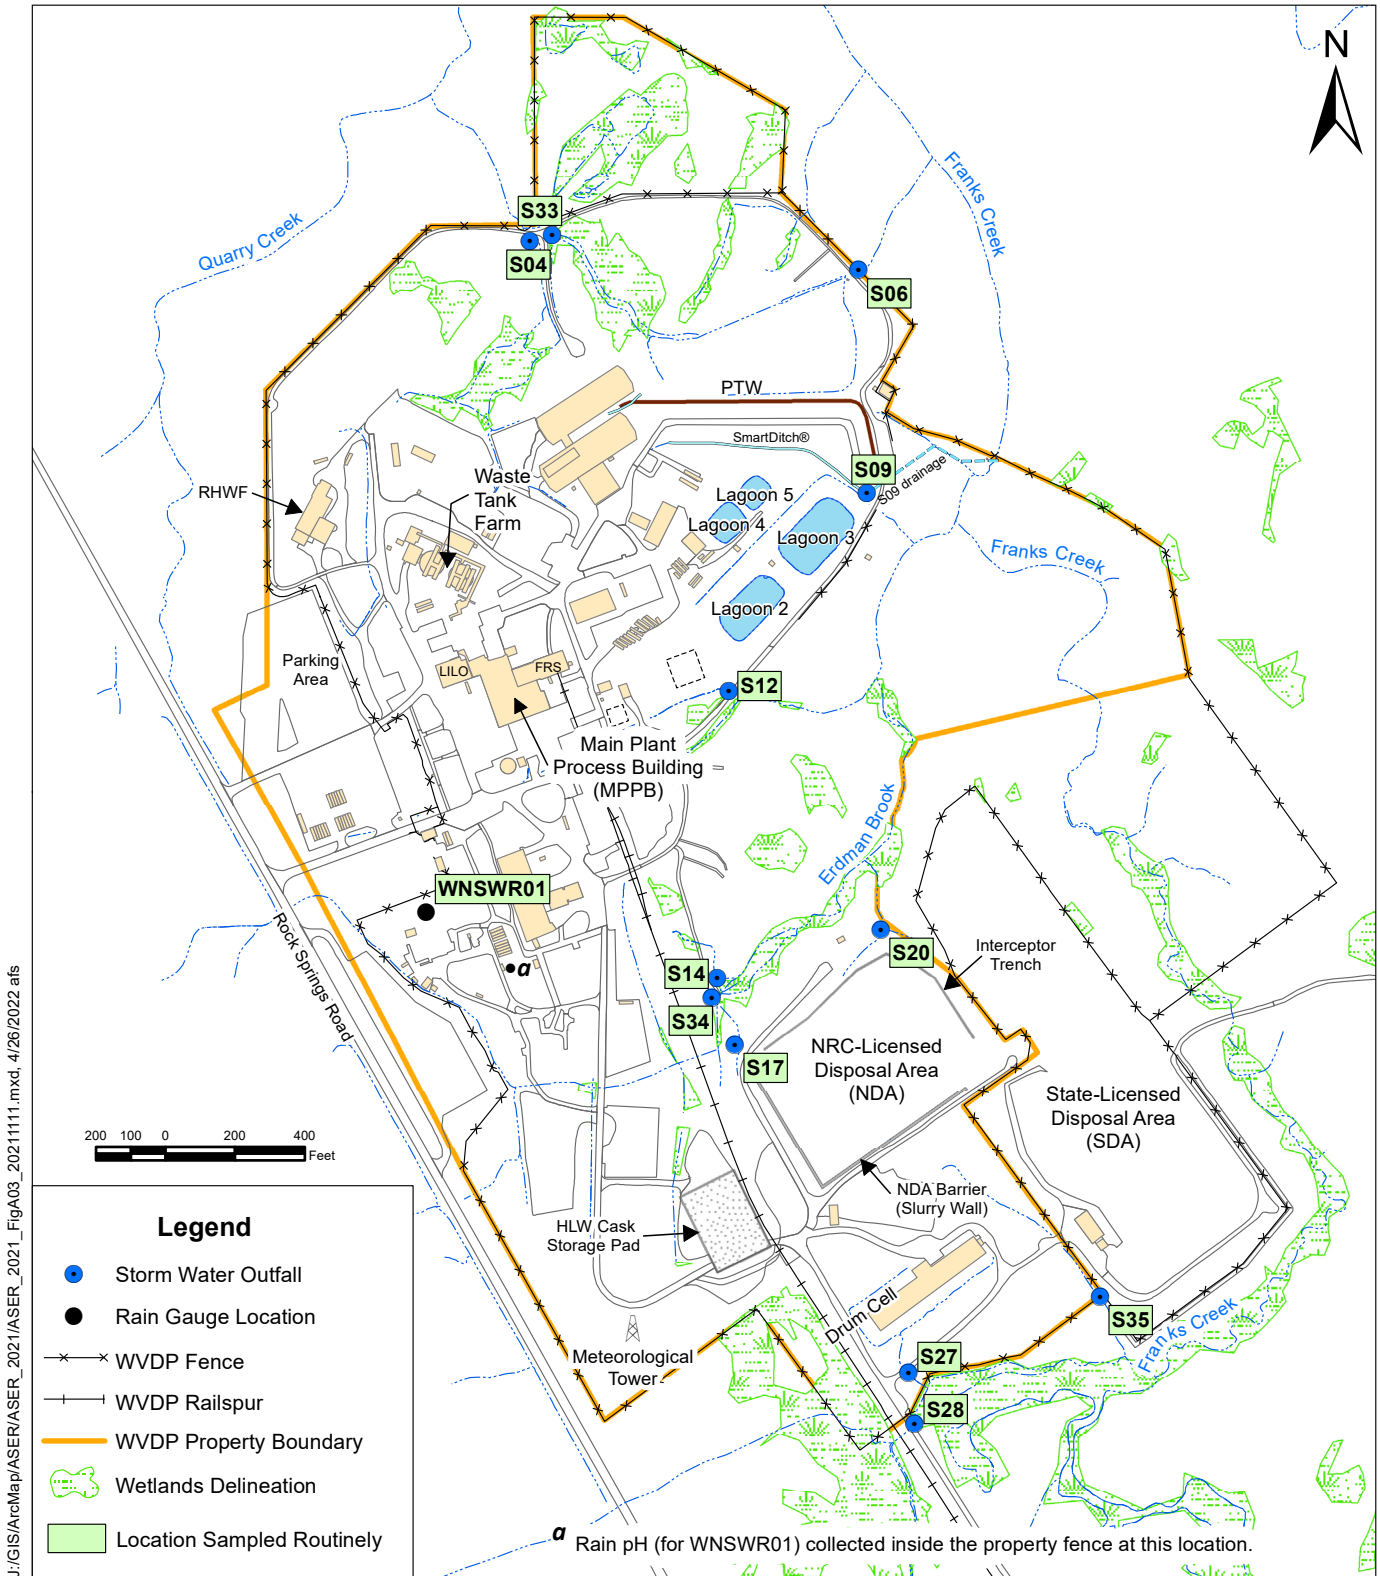 N
Franks Creek
Quarry Creek
S33
S04
S06
PTW
SmartDitch®
S09
S09 drainage
Waste
Tank
Farm
RHWF
Lagoon 5
Lagoon 4
Lagoon 3
Lagoon 2
Franks Creek
Parking
Area
LILO
FRS
S12
Main Plant
Process Building
(MPPB)
Erdman Brook
WNSWR01
Rock Springs Road
a
S20
Interceptor
Trench
S14
S34
S17
NRC-Licensed
Disposal Area
(NDA)
State-Licensed
Disposal Area
(SDA)
200 100 0 200 400
Feet
NDA Barrier
(Slurry Wall)
HLW Cask
Storage Pad
Drum Cell
S35
Franks Creek
Meteorological
Tower
S27
S28
Legend
Storm Water Outfall
Rain Gauge Location
WVDP Fence
WVDP Railspur
WVDP Property Boundary
Wetlands Delineation
Location Sampled Routinely
a Rain pH (for WNSWR01) collected inside the property fence at this location.
J:/GIS/ArcMap/ASER/ASER_2021/ASER_2021_FigA03_20211111.mxd, 4/26/2022 afs